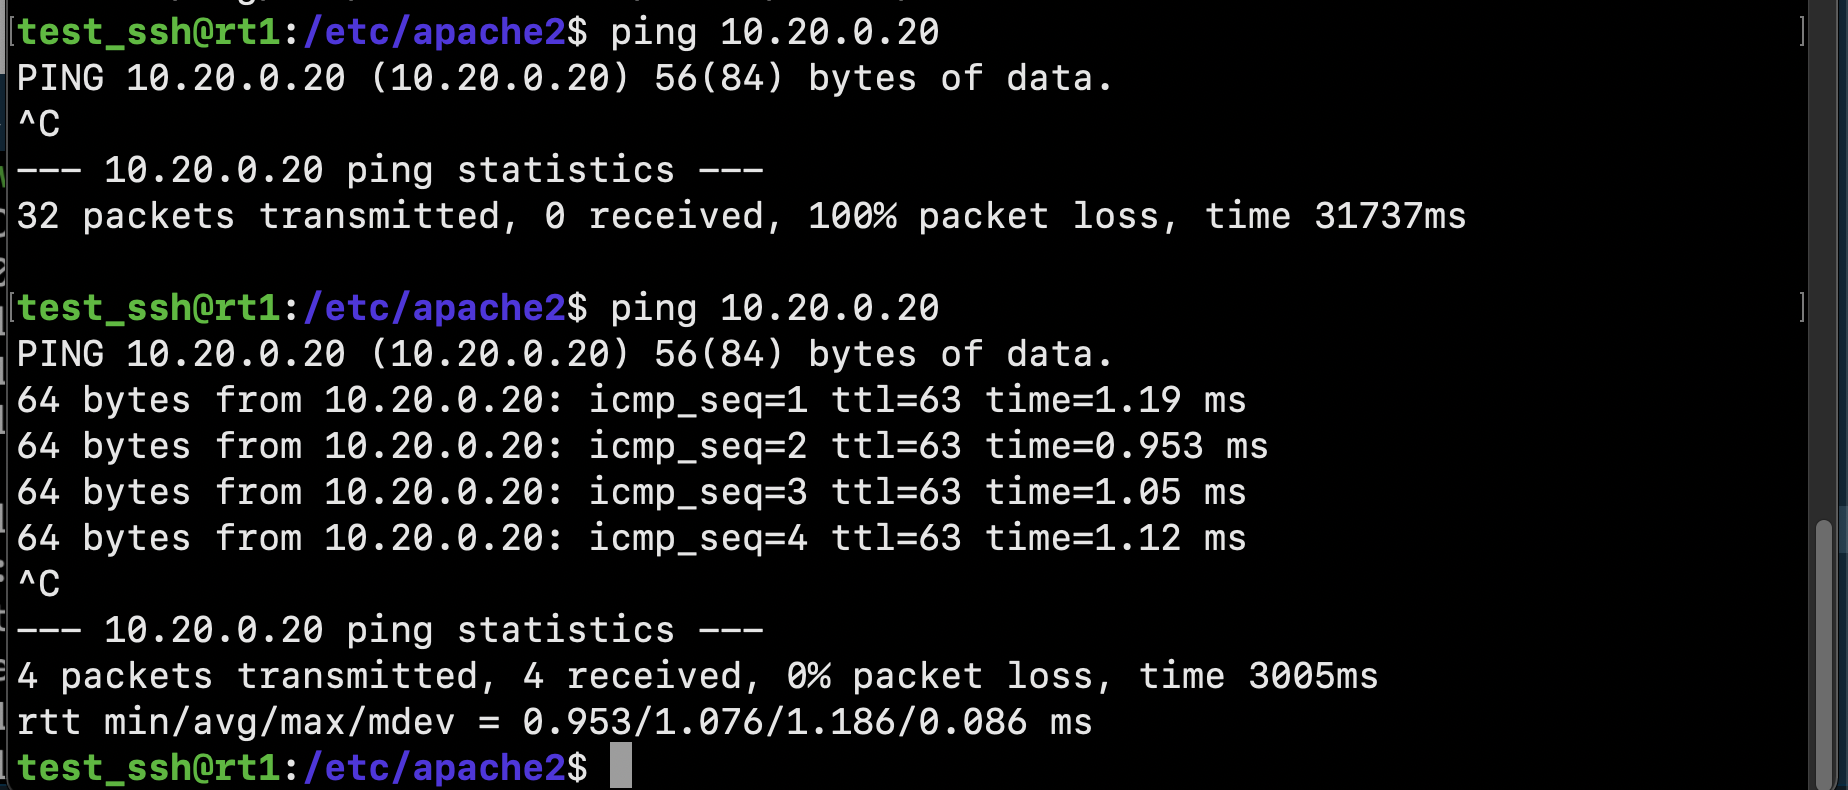 [test_ssh@rt1:/etc/apache2$ ping 10.20.0.20 ]
PING 10.20.0.20 (10.20.0.20) 56(84) bytes of data.
^C
--- 10.20.0.20 ping statistics ---
32 packets transmitted, 0 received, 100% packet loss, time 31737ms

[test_ssh@rt1:/etc/apache2$ ping 10.20.0.20 ]
PING 10.20.0.20 (10.20.0.20) 56(84) bytes of data.
64 bytes from 10.20.0.20: icmp_seq=1 ttl=63 time=1.19 ms
64 bytes from 10.20.0.20: icmp_seq=2 ttl=63 time=0.953 ms
64 bytes from 10.20.0.20: icmp_seq=3 ttl=63 time=1.05 ms
64 bytes from 10.20.0.20: icmp_seq=4 ttl=63 time=1.12 ms
^C
--- 10.20.0.20 ping statistics ---
4 packets transmitted, 4 received, 0% packet loss, time 3005ms
rtt min/avg/max/mdev = 0.953/1.076/1.186/0.086 ms
test_ssh@rt1:/etc/apache2$